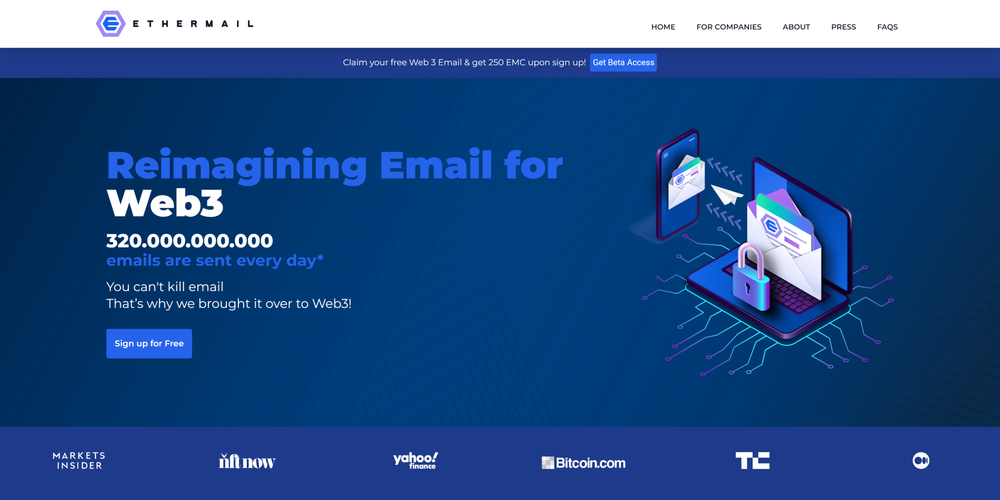 ETHERMAIL
HOME FOR COMPANIES ABOUT PRESS FAQS
Claim your free Web 3 Email & get 250 EMC upon sign up! Get Beta Access
Reimagining Email for
Web3
320.000.000.000
emails are sent every day*
You can't kill email
That's why we brought it over to Web3!
Sign up for Free
MARKETS
INSIDER
nft now
yahoo!
finance
Bitcoin.com
TC